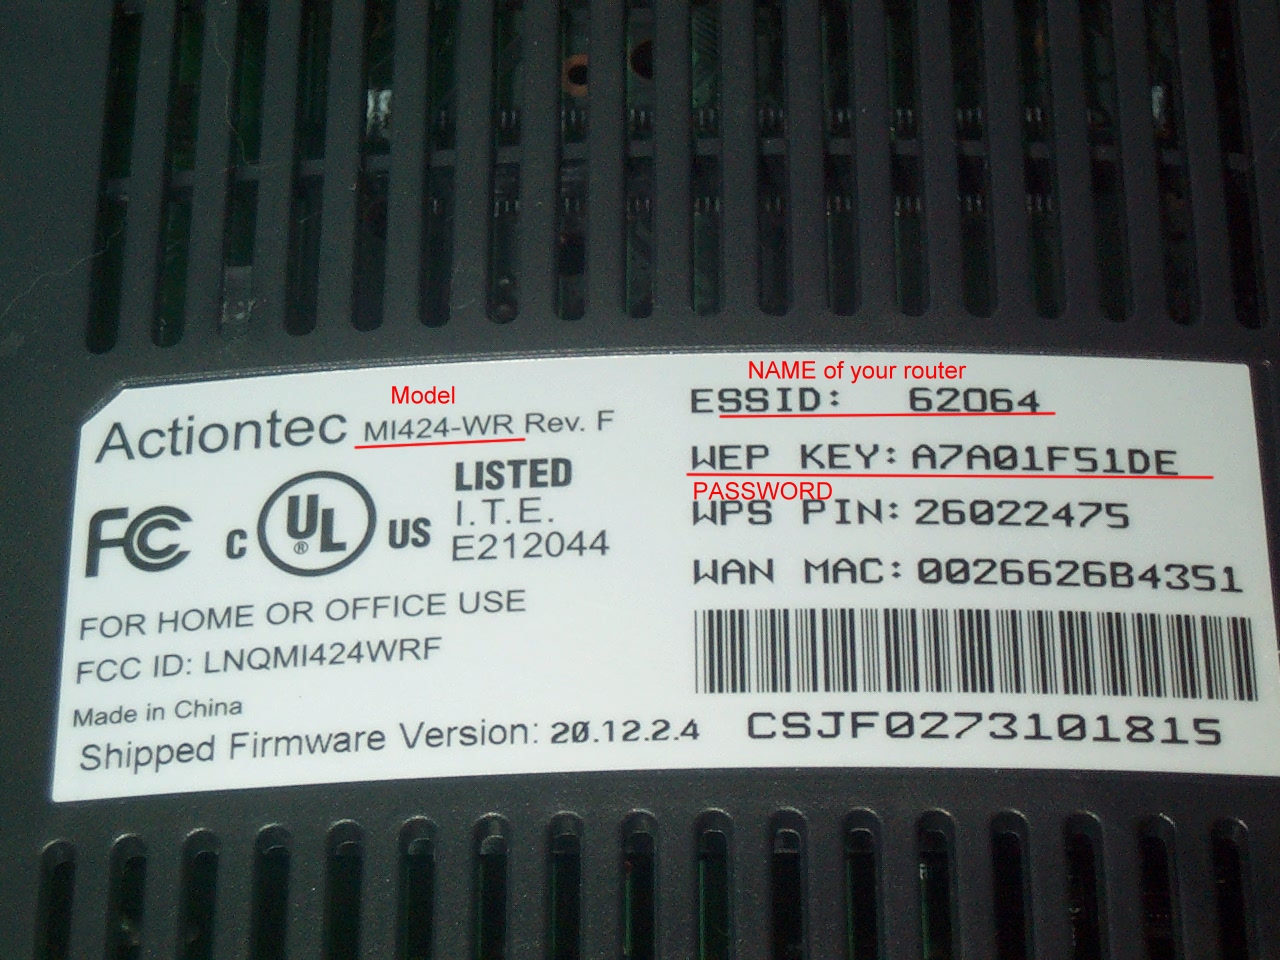 Model
Actiontec MI424-WR Rev. F
FC
C UL ® US
LISTED
I.T.E.
E212044
FOR HOME OR OFFICE USE
FCC ID: LNQMI424WRF
Made in China
Shipped Firmware Version: 20.12.2.4
NAME of your router
ESSID: 62064
WEP KEY: A7A01F51DE
PASSWORD
WPS PIN: 26022475
WAN MAC: 0026626B4351
CSJF0273101815